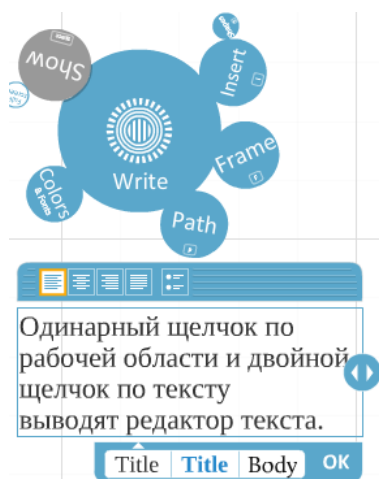 Show
Insert
Write
Frame
Colors
& Fonts
Path
Одинарный щелчок по
рабочей области и двойной
щелчок по тексту
выводят редактор текста.
Title Title Body OK